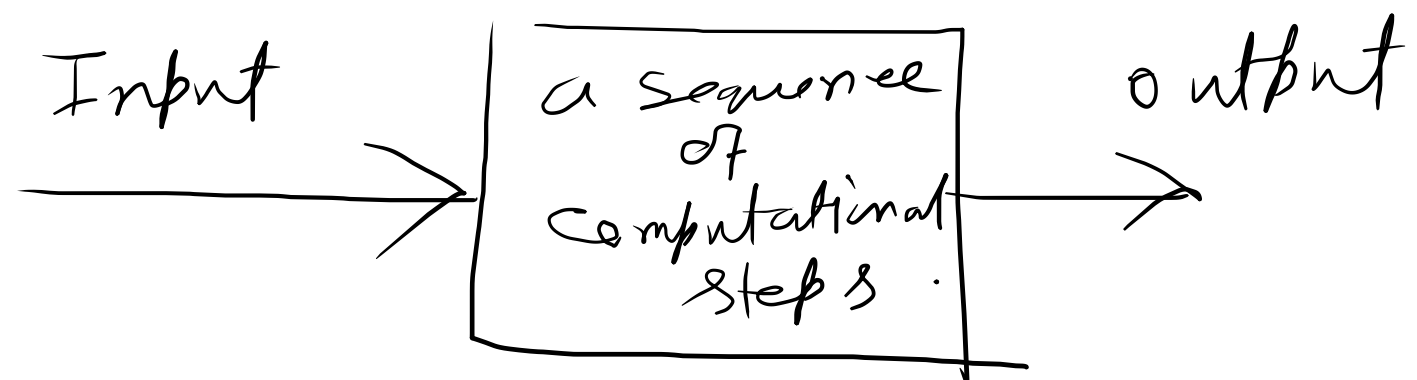 Input
a sequence
of
computational
steps.
output